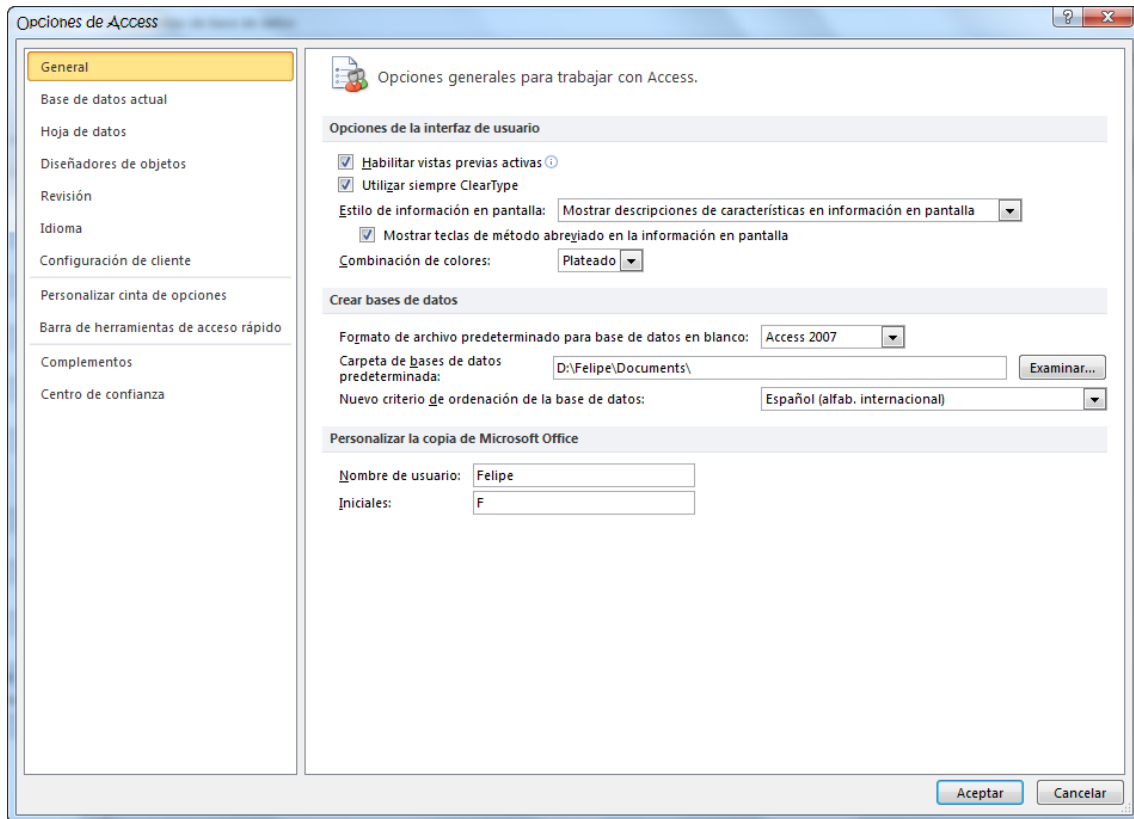 Opciones de Access
General
Base de datos actual
Hoja de datos
Diseñadores de objetos
Revisión
Idioma
Configuración de cliente
Personalizar cinta de opciones
Barra de herramientas de acceso rápido
Complementos
Centro de confianza
Opciones generales para trabajar con Access.
Opciones de la interfaz de usuario
Habilitar vistas previas activas
Utilizar siempre ClearType
Estilo de información en pantalla: Mostrar descripciones de características en información en pantalla
Mostrar teclas de método abreviado en la información en pantalla
Combinación de colores: Plateado
Crear bases de datos
Formato de archivo predeterminado para base de datos en blanco: Access 2007
Carpeta de bases de datos
predeterminada: D:\Felipe\Documents\ Examinar...
Nuevo criterio de ordenación de la base de datos: Español (alfab. internacional)
Personalizar la copia de Microsoft Office
Nombre de usuario: Felipe
Iniciales: F
Aceptar Cancelar